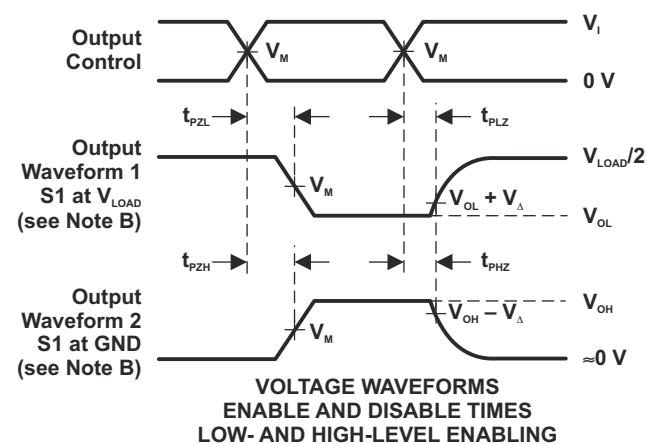 Output
Control
V_M
V_M
V_I
0 V
t_PZL
t_PLZ
Output
Waveform 1
S1 at V_LOAD
(see Note B)
V_M
V_OL + V_Δ
V_LOAD/2
V_OL
t_PZH
t_PHZ
Output
Waveform 2
S1 at GND
(see Note B)
V_M
V_OH − V_Δ
V_OH
≈0 V
VOLTAGE WAVEFORMS
ENABLE AND DISABLE TIMES
LOW- AND HIGH-LEVEL ENABLING